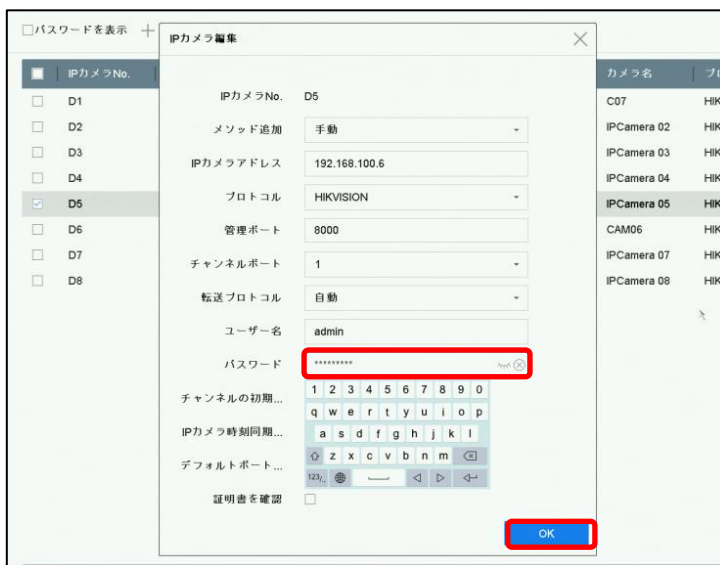 パスワードを表示
IPカメラ編集
IPカメラNo.
カメラ名
D1
C07
HIK
D2
IPCamera 02
HIK
D3
IPCamera 03
HIK
D4
IPCamera 04
HIK
D5
IPCamera 05
HIK
D6
CAM06
HIK
D7
IPCamera 07
HIK
D8
IPCamera 08
HIK
IPカメラNo. D5
メソッド追加 手動
IPカメラアドレス 192.168.100.6
プロトコル HIKVISION
管理ポート 8000
チャンネルポート 1
転送プロトコル 自動
ユーザー名 admin
パスワード *********
チャンネルの初期...
IPカメラ時刻同期...
デフォルトポート...
証明書を確認
1 2 3 4 5 6 7 8 9 0
q w e r t y u i o p
a s d f g h j k l
z x c v b n m
123/,.
OK